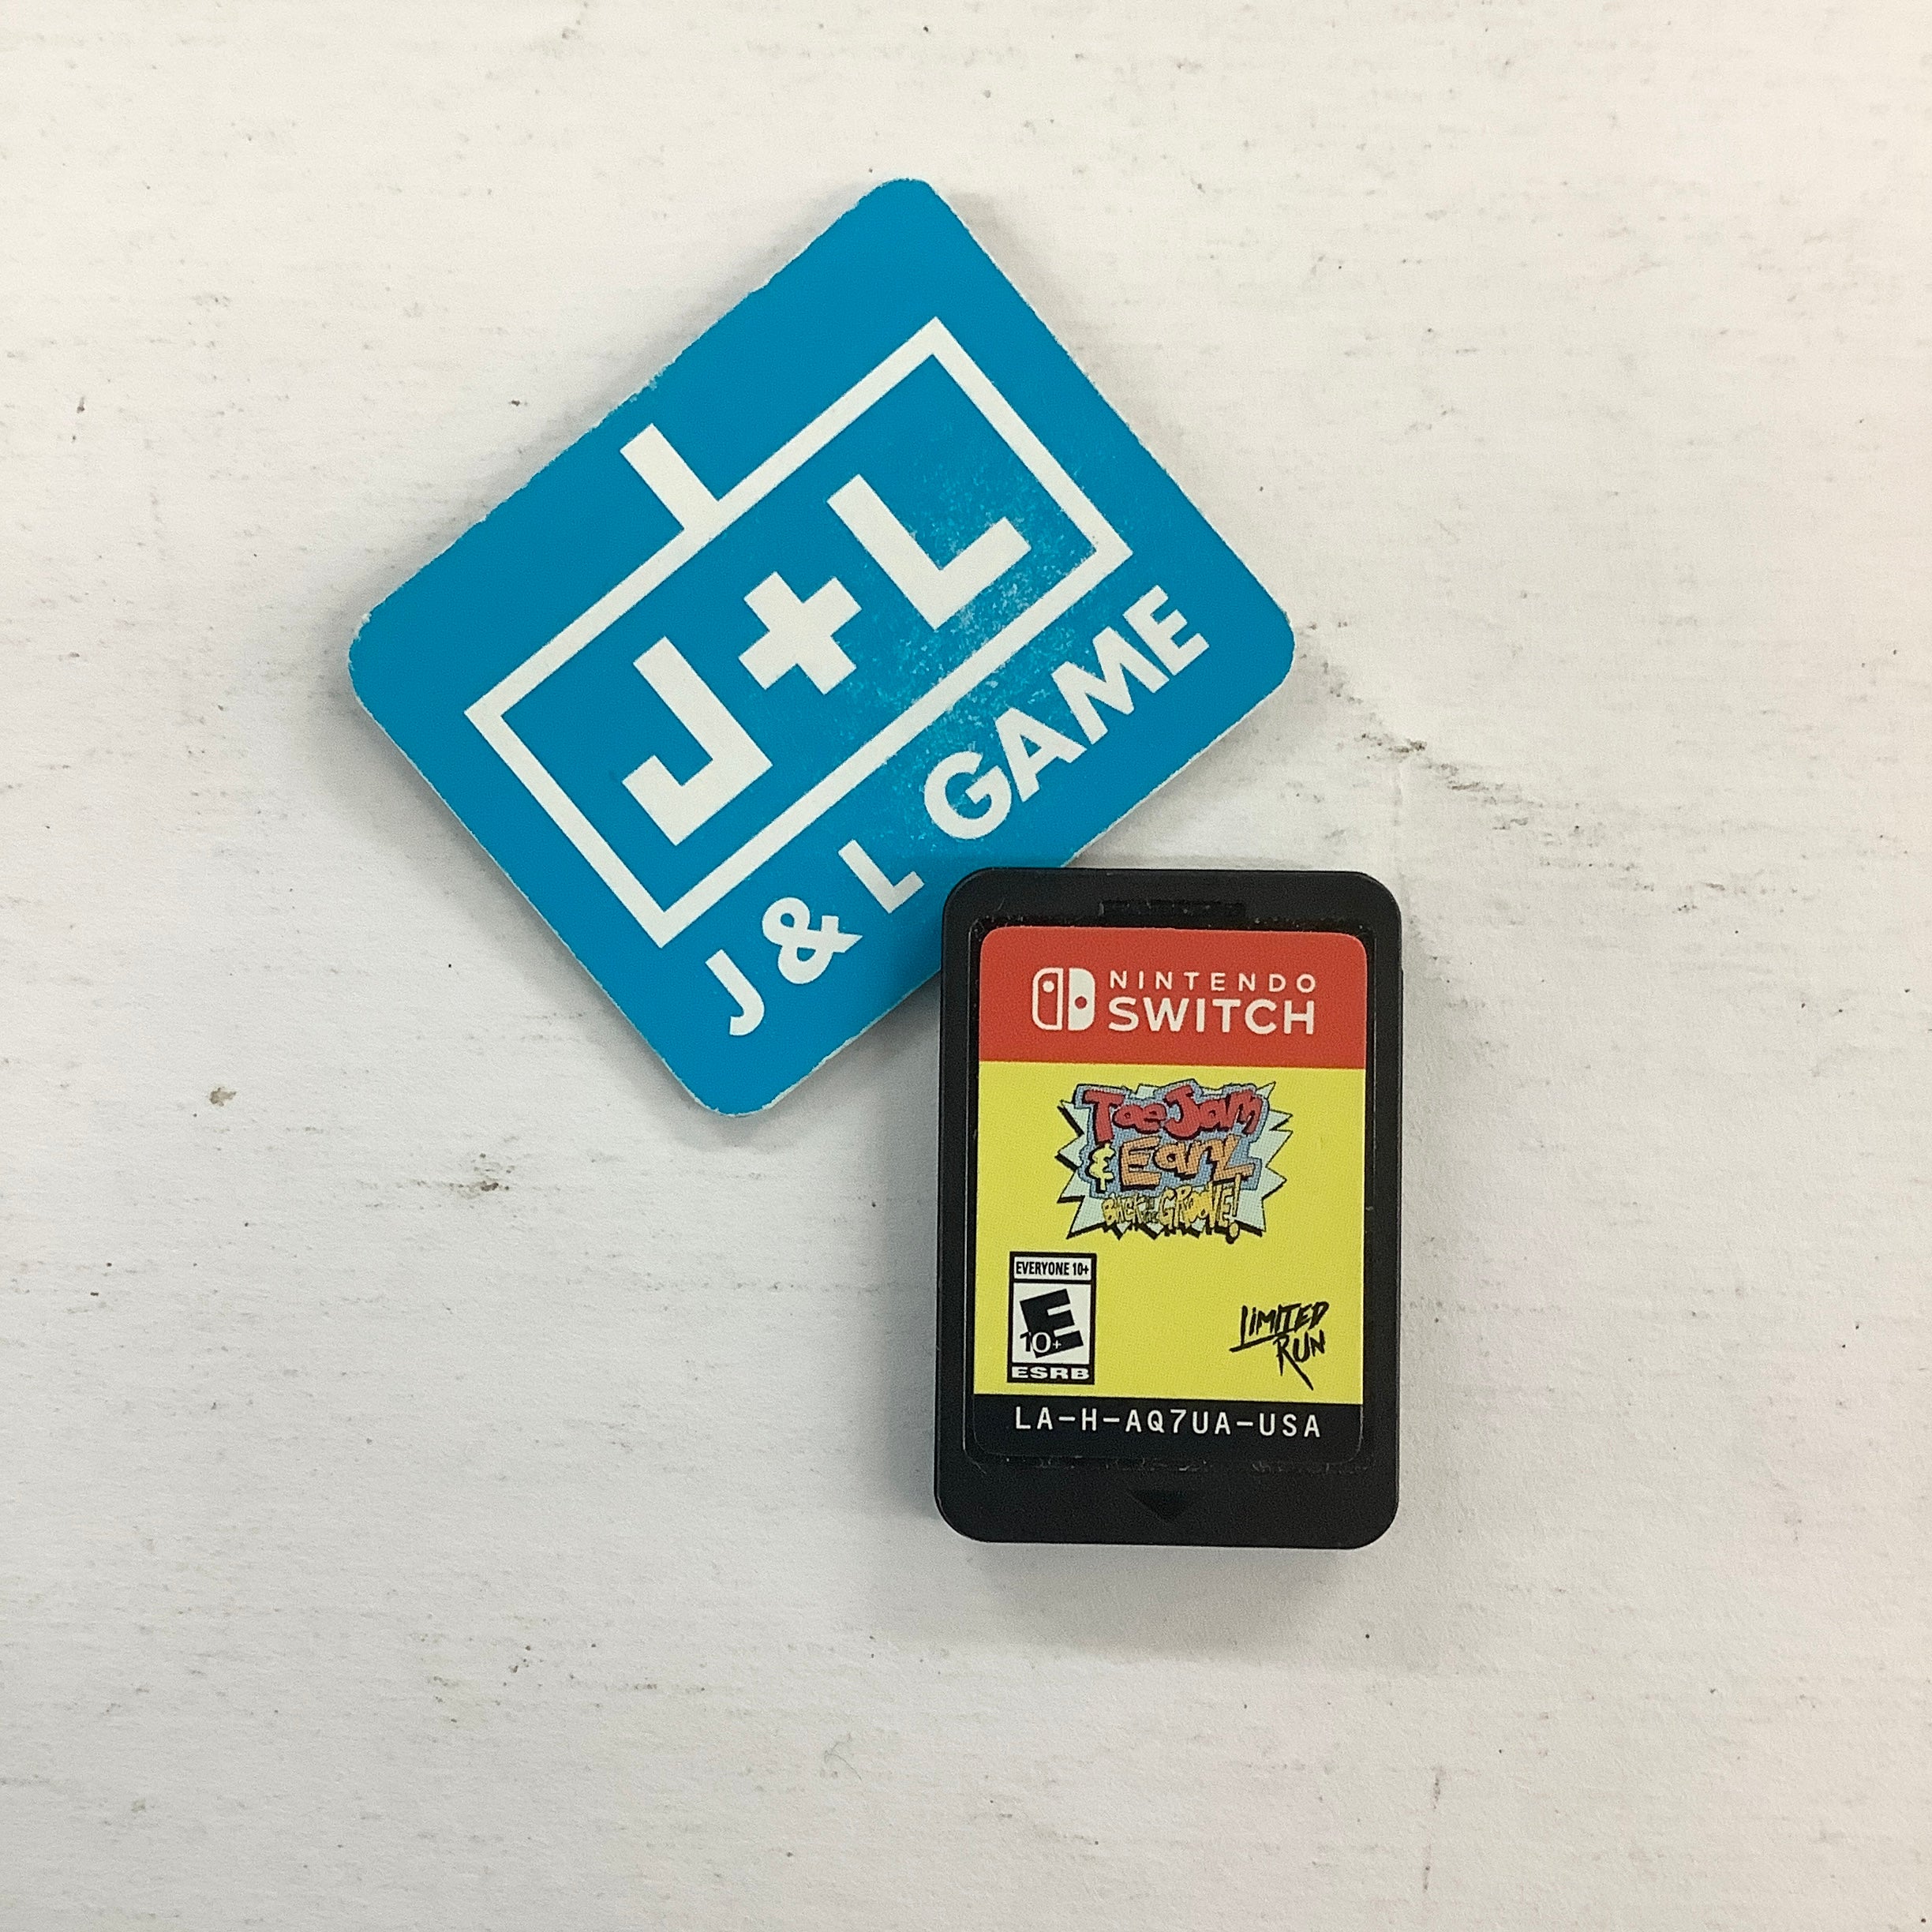 J+L
J & L GAME
NINTENDO
SWITCH
ToeJam
& Earl
BACK IN THE GROOVE!
EVERYONE 10+
E
10+
ESRB
LIMITED
RUN
LA-H-AQ7UA-USA